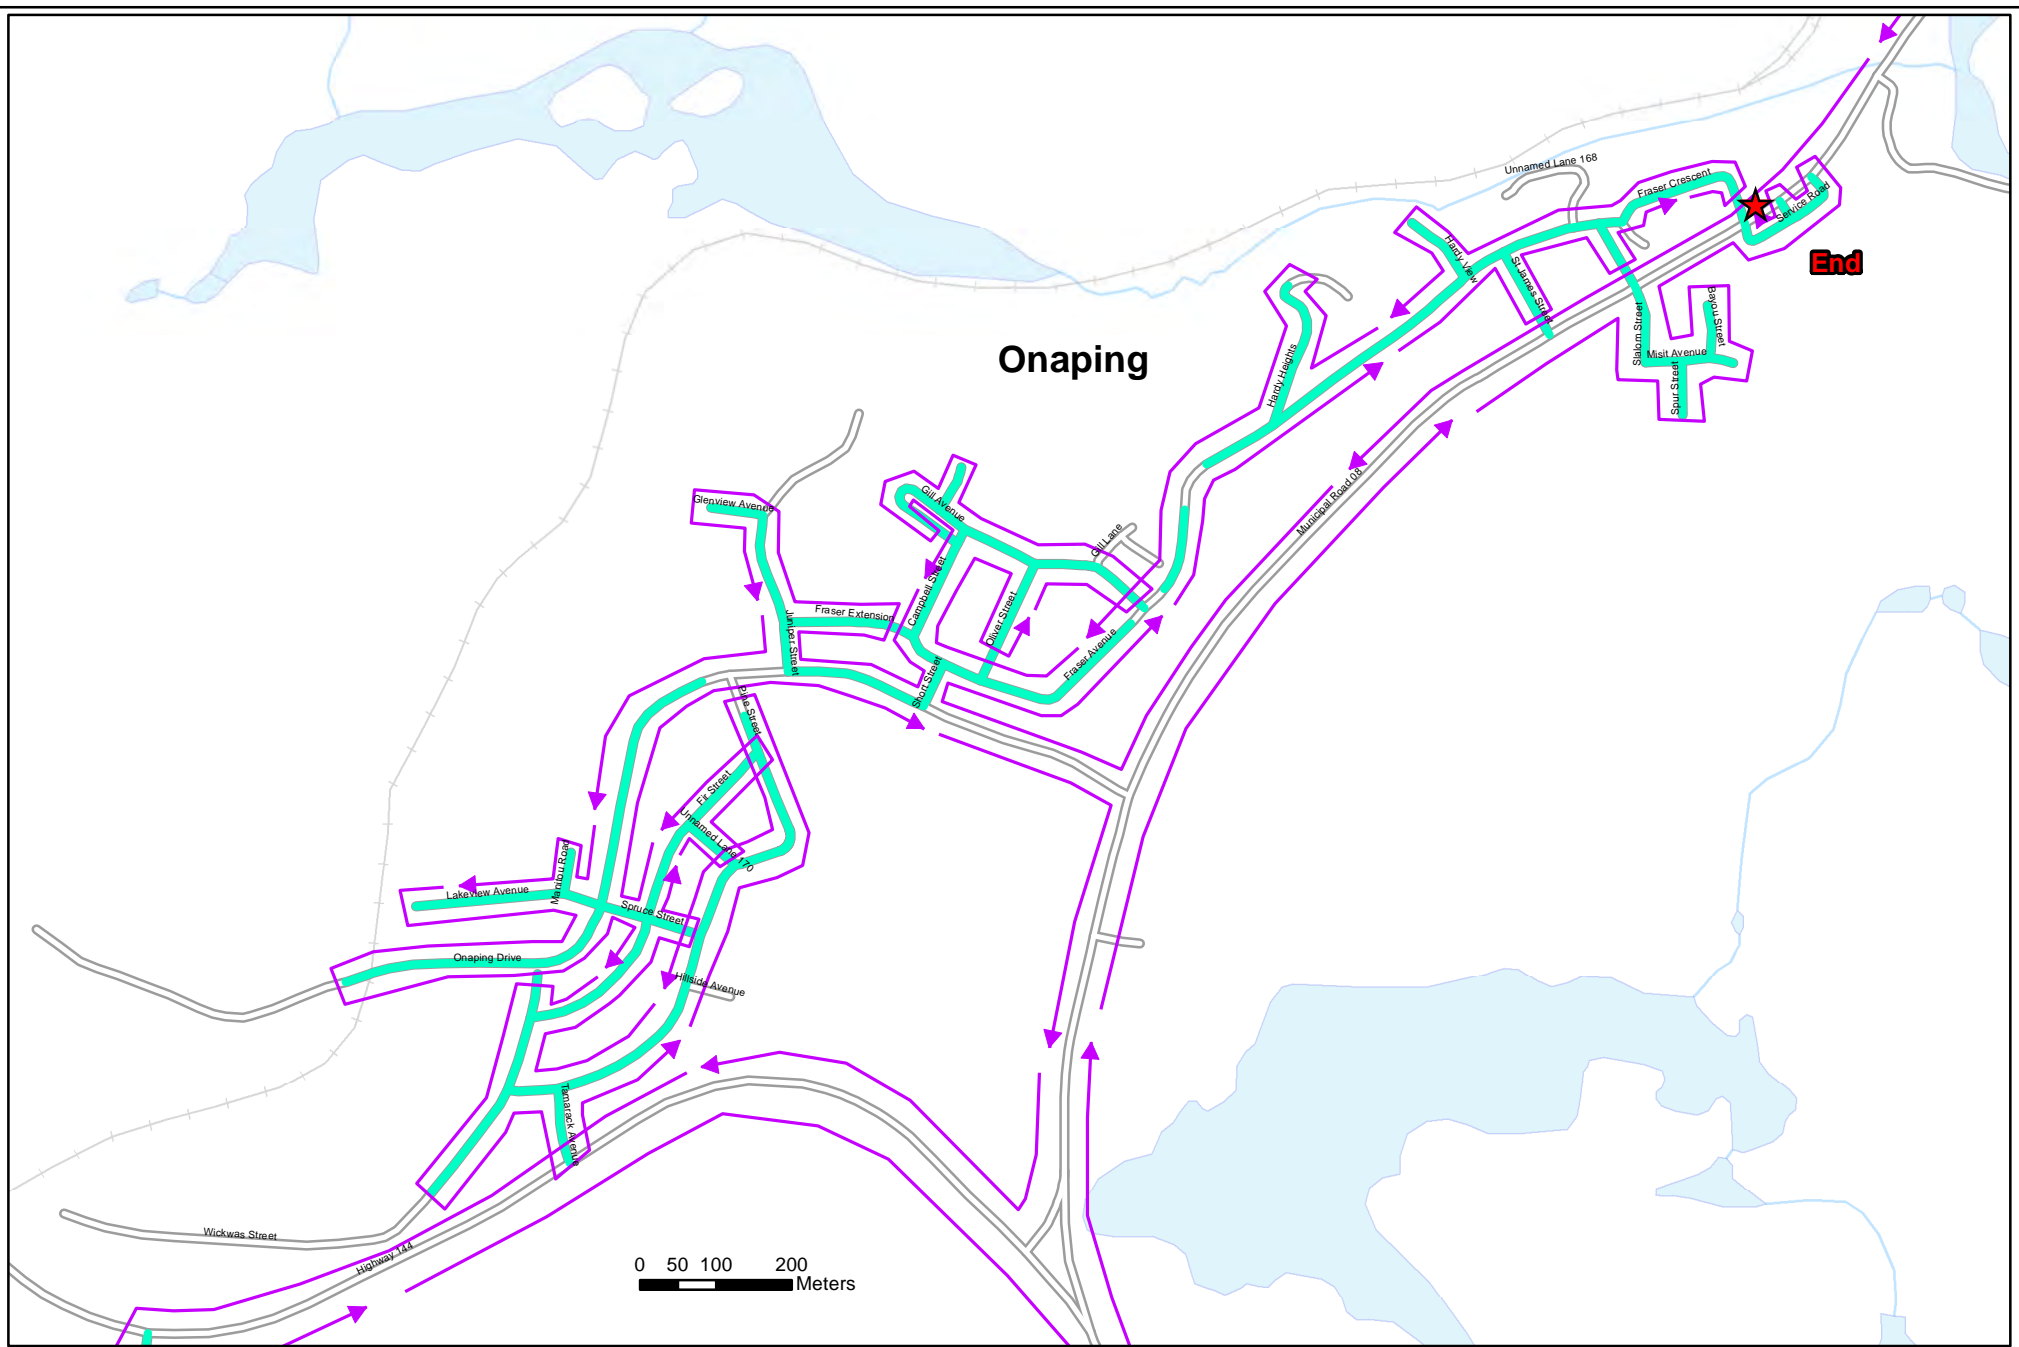 Unnamed Lane 168
Fraser Crescent
Service Road
End
Hardy View
St James Street
Bayou Street
Slalom Street
Misit Avenue
Spur Street
Onaping
Hardy Heights
Municipal Road 08
Glenview Avenue
Gill Avenue
Gill Lane
Campbell Street
Oliver Street
Fraser Extension
Juniper Street
Fraser Avenue
Short Street
Pine Street
Fir Street
Unnamed Lane 170
Manitou Road
Lakeview Avenue
Spruce Street
Onaping Drive
Hillside Avenue
Tamarack Avenue
Wickwas Street
Highway 144
0 50 100 200
Meters